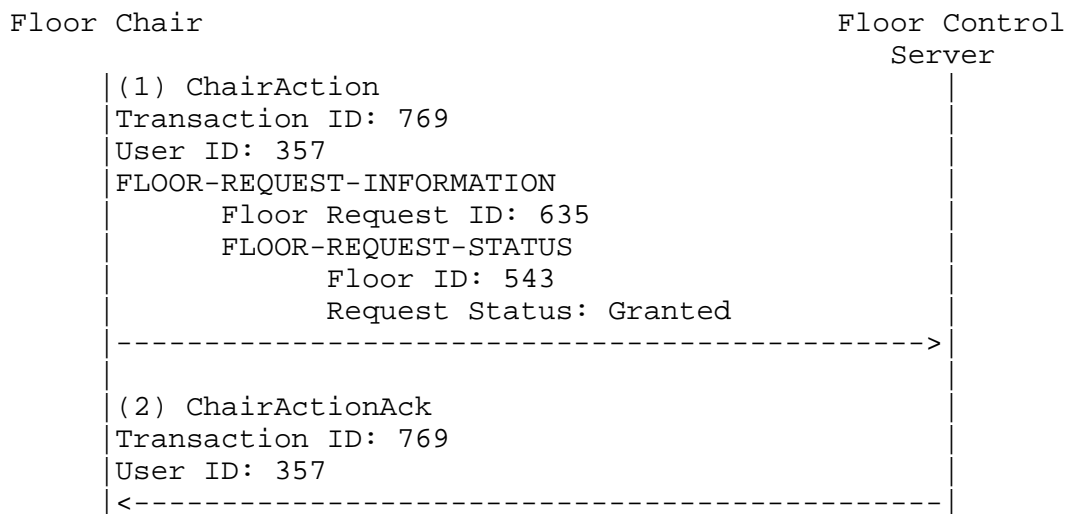 Floor Chair                                    Floor Control
                                                  Server
      |(1) ChairAction                               |
      |Transaction ID: 769                           |
      |User ID: 357                                  |
      |FLOOR-REQUEST-INFORMATION                     |
      |      Floor Request ID: 635                   |
      |      FLOOR-REQUEST-STATUS                    |
      |            Floor ID: 543                     |
      |            Request Status: Granted           |
      |--------------------------------------------->|
      |                                              |
      |(2) ChairActionAck                            |
      |Transaction ID: 769                           |
      |User ID: 357                                  |
      |<---------------------------------------------|